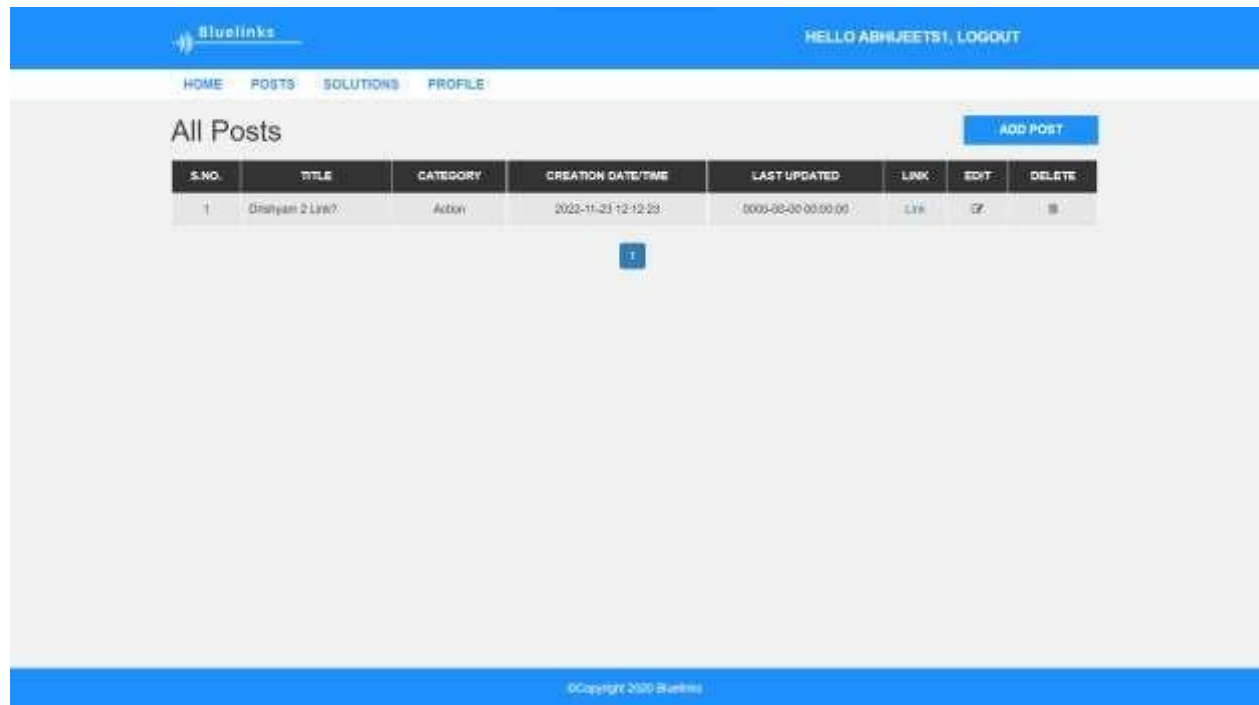 Bluelinks
HELLO ABHIJEETS1, LOGOUT
HOME POSTS SOLUTIONS PROFILE
All Posts
ADD POST
S.NO. TITLE CATEGORY CREATION DATE/TIME LAST UPDATED LINK EDIT DELETE
1 Drishyam 2 Link? Action 2022-11-23 12:12:23 0000-00-00 00:00:00 Link
1
©Copyright 2020 Bluelinks